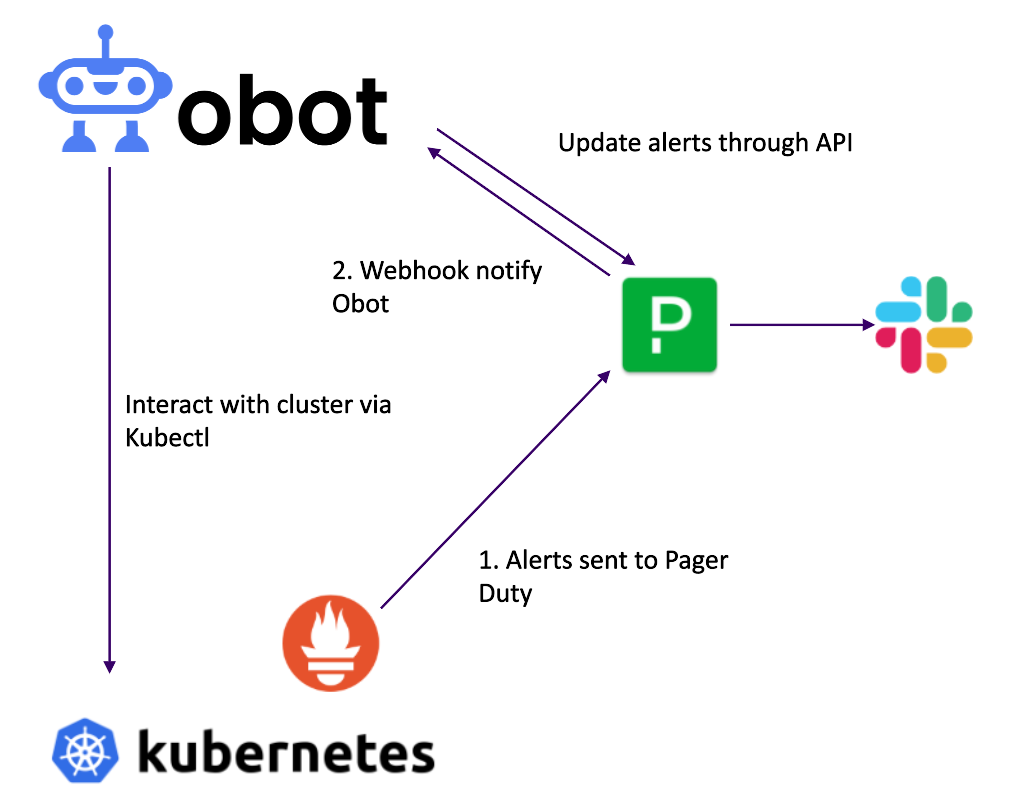 obot
Update alerts through API
2. Webhook notify
Obot
P
Interact with cluster via
Kubectl
1. Alerts sent to Pager
Duty
kubernetes